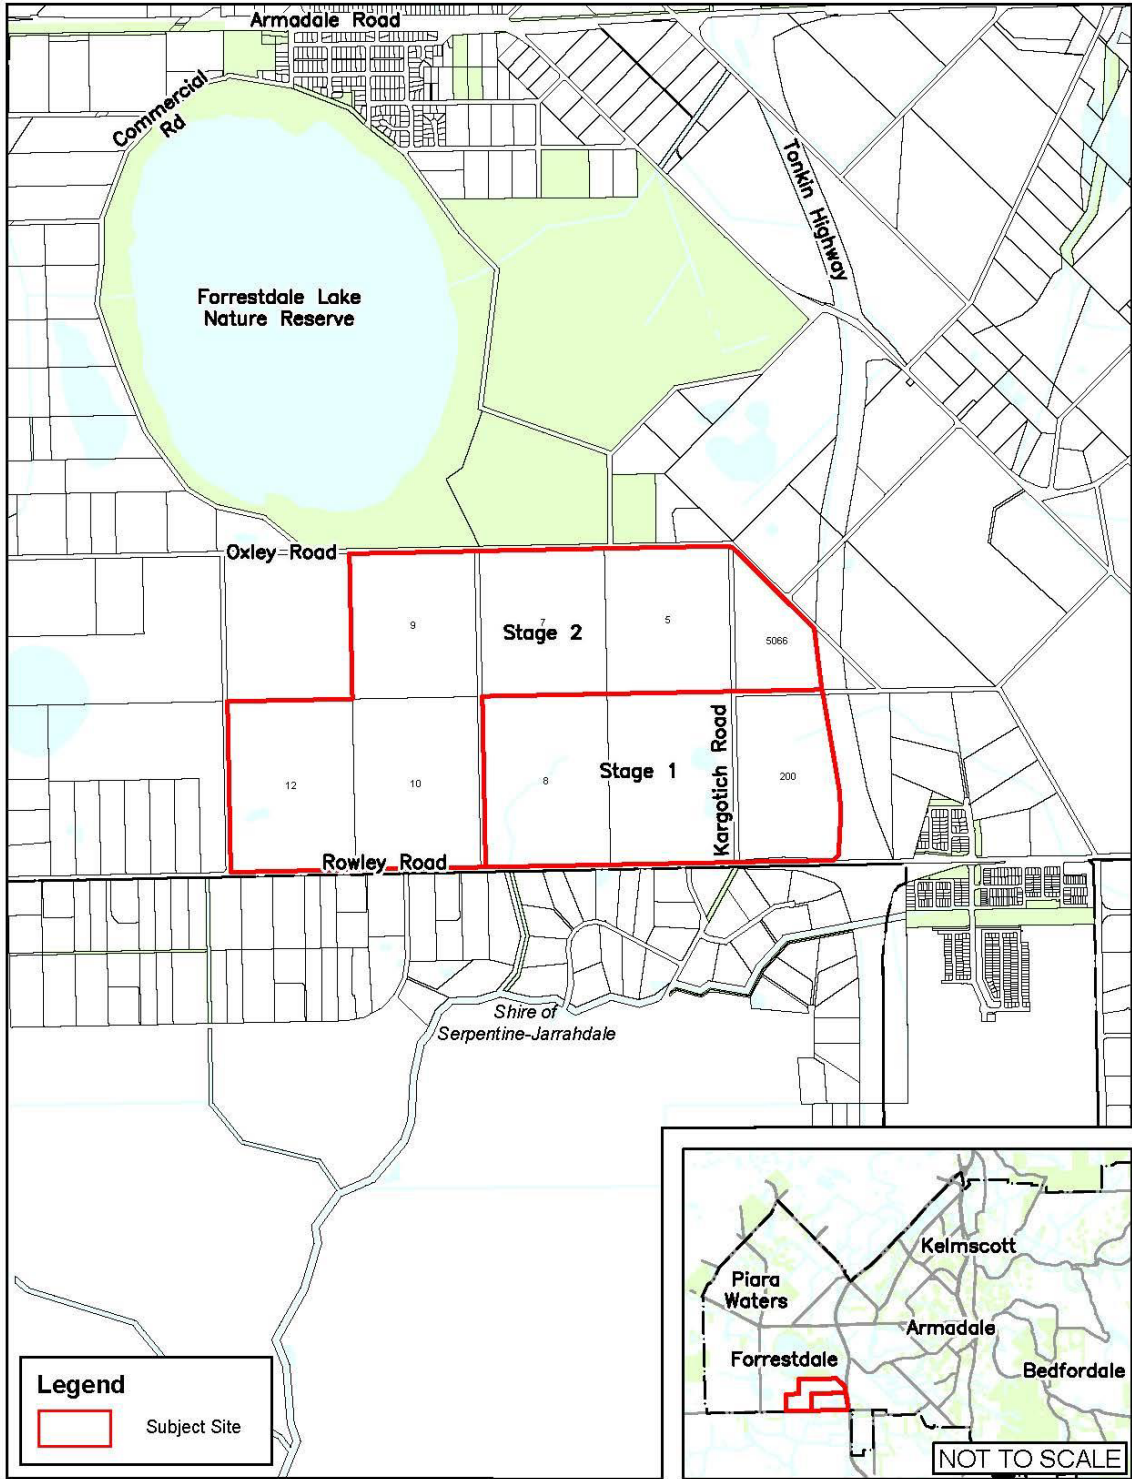 Armadale Road
Commercial
Rd
Tonkin Highway
Forrestdale Lake
Nature Reserve
Oxley Road
9
7
Stage 2
5
5066
Kargotich Road
12
10
8
Stage 1
200
Rowley Road
Shire of
Serpentine-Jarrahdale
Kelmscott
Piara
Waters
Armadale
Forrestdale
Bedfordale
Legend
Subject Site
NOT TO SCALE